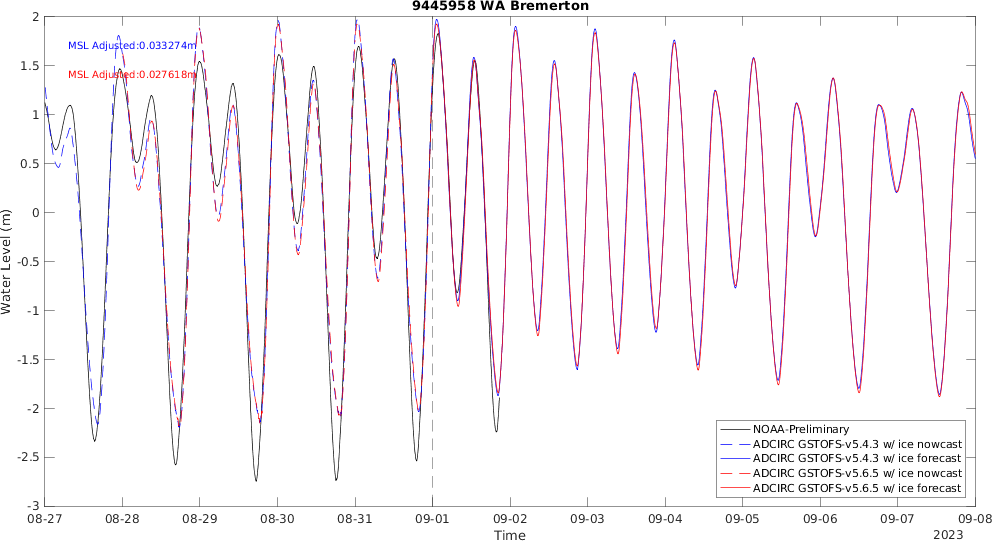 9445958 WA Bremerton
MSL Adjusted:0.033274m
MSL Adjusted:0.027618m
Water Level (m)
2
1.5
1
0.5
0
-0.5
-1
-1.5
-2
-2.5
-3
NOAA-Preliminary
ADCIRC GSTOFS-v5.4.3 w/ ice nowcast
ADCIRC GSTOFS-v5.4.3 w/ ice forecast
ADCIRC GSTOFS-v5.6.5 w/ ice nowcast
ADCIRC GSTOFS-v5.6.5 w/ ice forecast
08-27 08-28 08-29 08-30 08-31 09-01 09-02 09-03 09-04 09-05 09-06 09-07 09-08
Time
2023